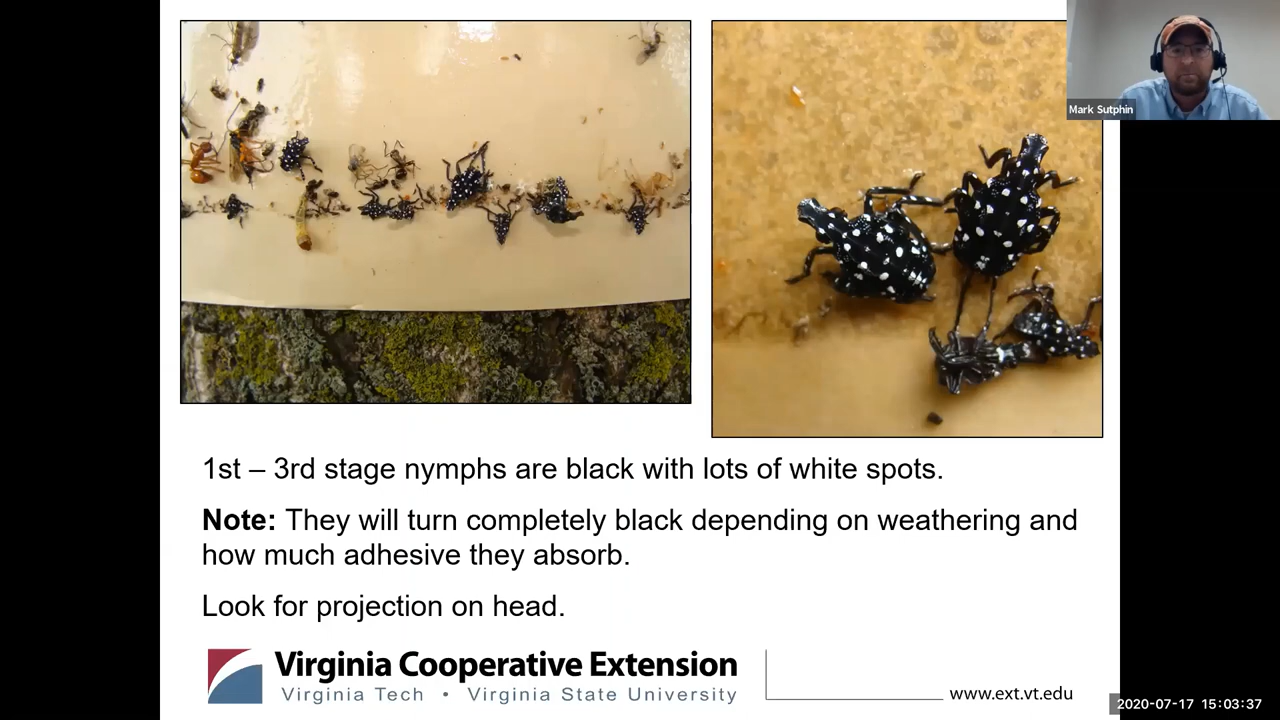 Mark Sutphin
1st – 3rd stage nymphs are black with lots of white spots.
Note: They will turn completely black depending on weathering and
how much adhesive they absorb.
Look for projection on head.
Virginia Cooperative Extension
Virginia Tech • Virginia State University
www.ext.vt.edu
2020-07-17 15:03:37